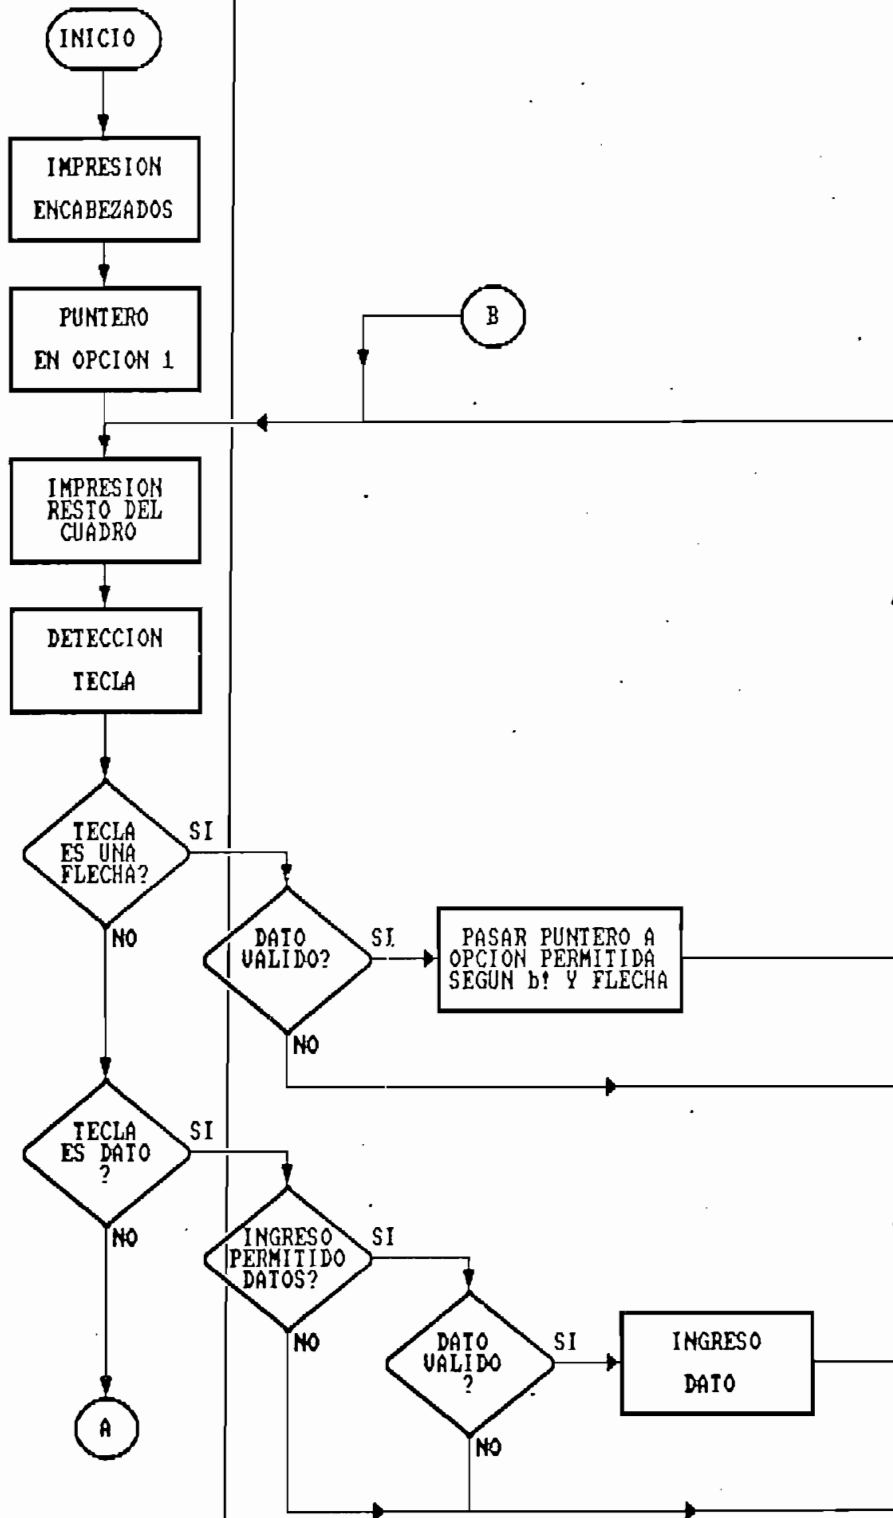 INICIO
IMPRESION
ENCABEZADOS
PUNTERO
EN OPCION 1
B
IMPRESION
RESTO DEL
CUADRO
DETECCION
TECLA
TECLA
ES UNA
FLECHA?
SI
NO
DATO
VALIDO?
SI
NO
PASAR PUNTERO A
OPCION PERMITIDA
SEGUN b! Y FLECHA
TECLA
ES DATO
?
SI
NO
INGRESO
PERMITIDO
DATOS?
SI
NO
DATO
VALIDO
?
SI
NO
INGRESO
DATO
A